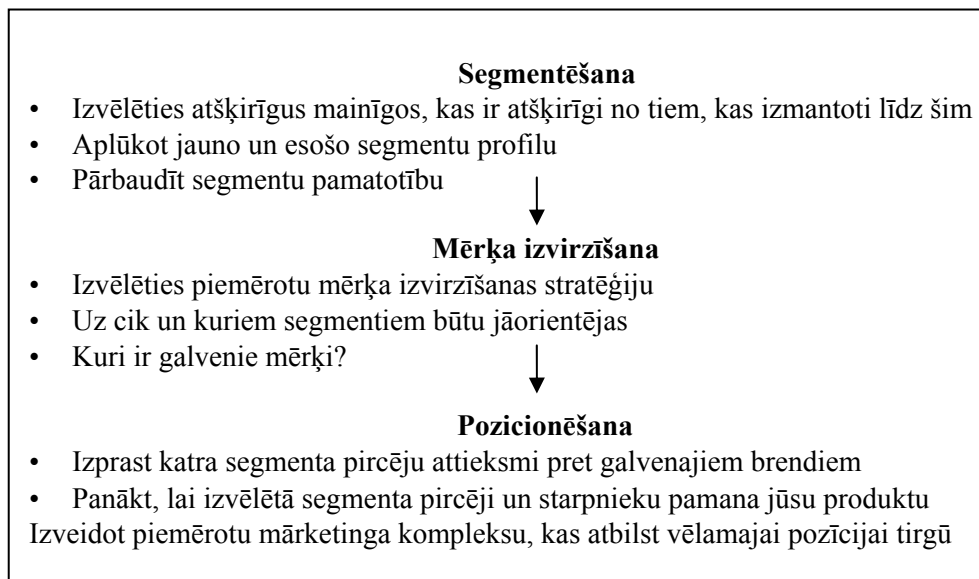 Segmentēšana
• Izvēlēties atšķirīgus mainīgos, kas ir atšķirīgi no tiem, kas izmantoti līdz šim
• Aplūkot jauno un esošo segmentu profilu
• Pārbaudīt segmentu pamatotību
Mērķa izvirzīšana
• Izvēlēties piemērotu mērķa izvirzīšanas stratēģiju
• Uz cik un kuriem segmentiem būtu jāorientējas
• Kuri ir galvenie mērķi?
Pozicionēšana
• Izprast katra segmenta pircēju attieksmi pret galvenajiem brendiem
• Panākt, lai izvēlētā segmenta pircēji un starpnieku pamana jūsu produktu
Izveidot piemērotu mārketinga kompleksu, kas atbilst vēlamajai pozīcijai tirgū